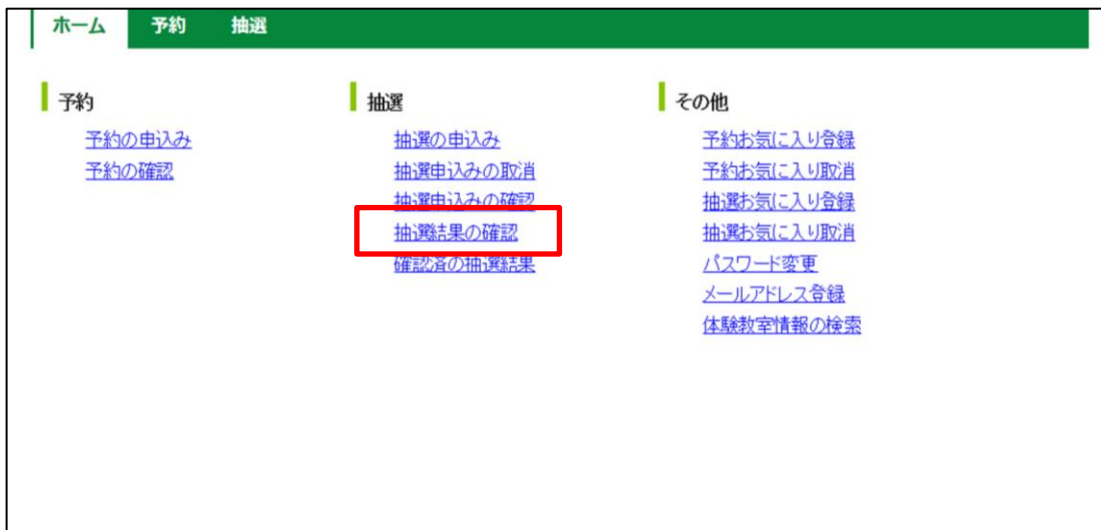 ホーム 予約 抽選
予約
予約の申込み
予約の確認
抽選
抽選の申込み
抽選申込みの取消
抽選申込みの確認
抽選結果の確認
確認済の抽選結果
その他
予約お気に入り登録
予約お気に入り取消
抽選お気に入り登録
抽選お気に入り取消
パスワード変更
メールアドレス登録
体験教室情報の検索